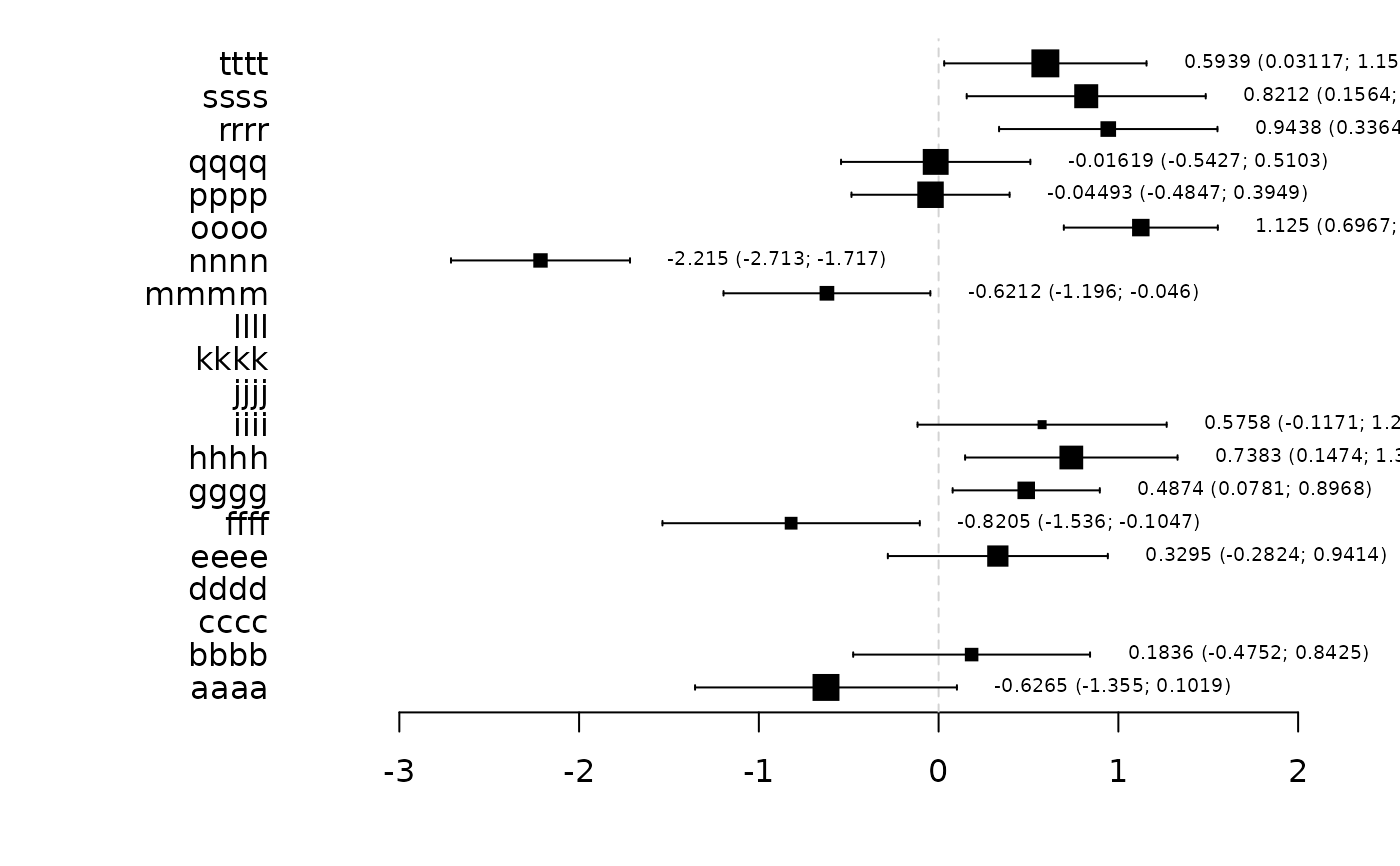 tttt 0.5939 (0.03117; 1.15
ssss 0.8212 (0.1564;
rrrr 0.9438 (0.3364
qqqq -0.01619 (-0.5427; 0.5103)
pppp -0.04493 (-0.4847; 0.3949)
oooo 1.125 (0.6967;
nnnn -2.215 (-2.713; -1.717)
mmmm -0.6212 (-1.196; -0.046)
llll
kkkk
jjjj
iiii 0.5758 (-0.1171; 1.2
hhhh 0.7383 (0.1474; 1.3
gggg 0.4874 (0.0781; 0.8968)
ffff -0.8205 (-1.536; -0.1047)
eeee 0.3295 (-0.2824; 0.9414)
dddd
cccc
bbbb 0.1836 (-0.4752; 0.8425)
aaaa -0.6265 (-1.355; 0.1019)
-3 -2 -1 0 1 2